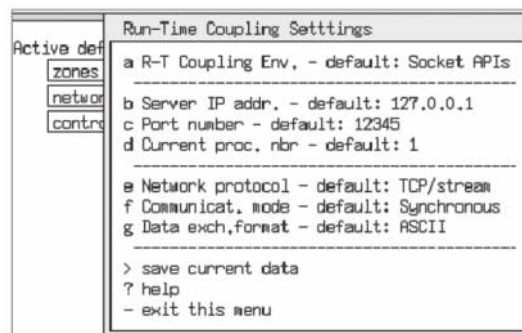 Run-Time Coupling Setttings
Active def
zones
networ
contro
a R-T Coupling Env. - default: Socket APIs
b Server IP addr. - default: 127.0.0.1
c Port number - default: 12345
d Current proc. nbr - default: 1
e Network protocol - default: TCP/stream
f Communicat. mode - default: Synchronous
g Data exch.format - default: ASCII
> save current data
? help
- exit this menu